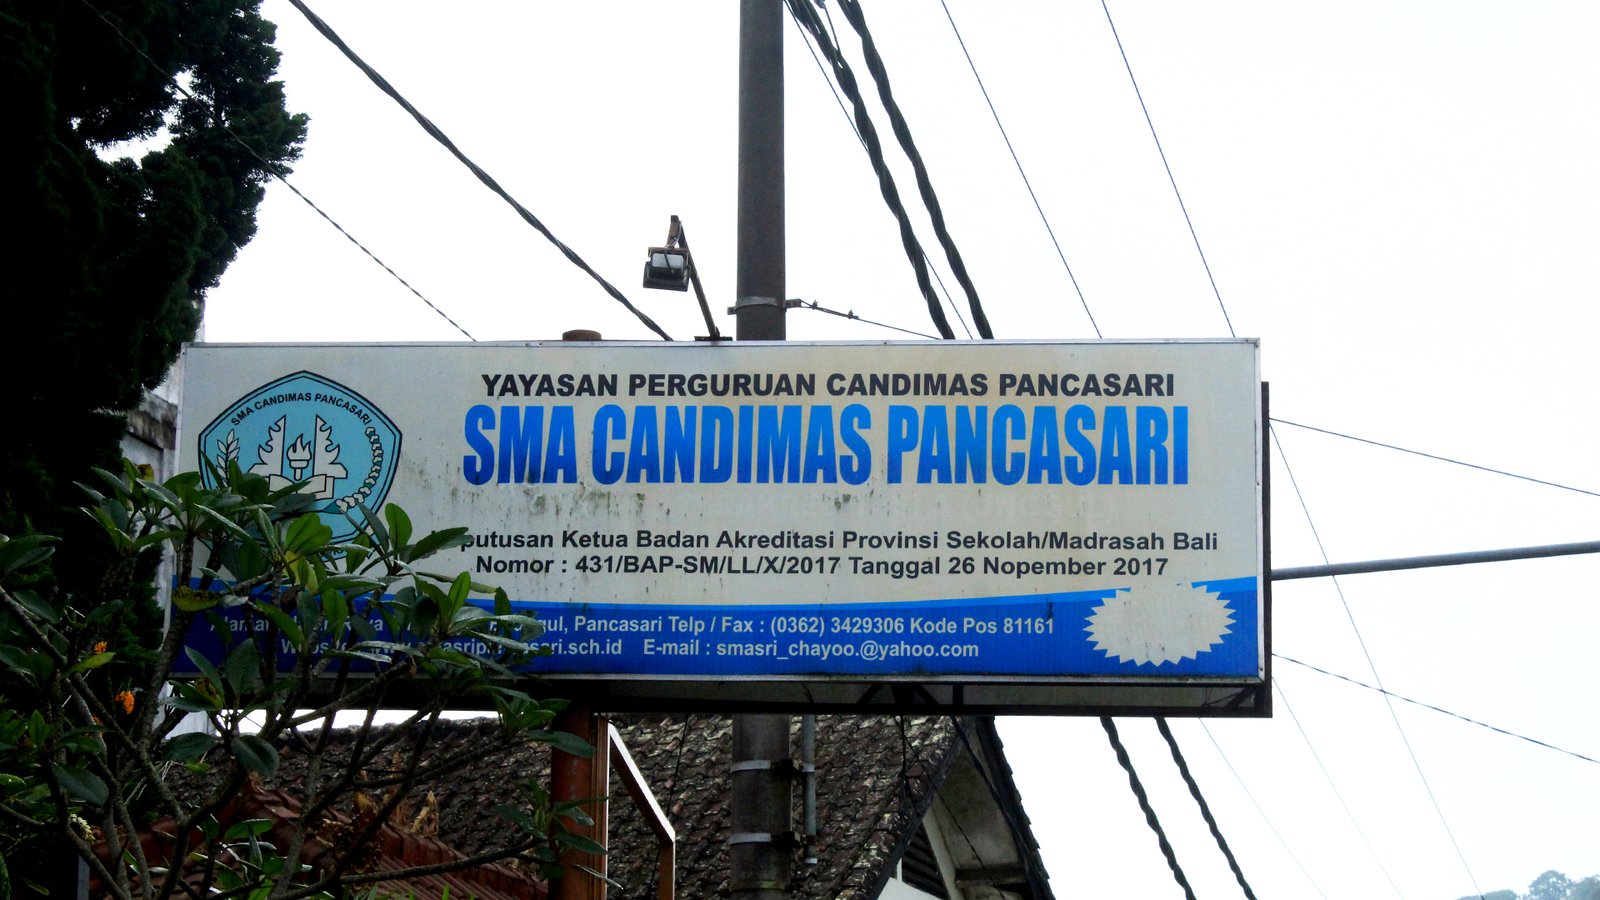 SMA CANDIMAS PANCASARI
YAYASAN PERGURUAN CANDIMAS PANCASARI
SMA CANDIMAS PANCASARI
putusan Ketua Badan Akreditasi Provinsi Sekolah/Madrasah Bali
Nomor : 431/BAP-SM/LL/X/2017 Tanggal 26 Nopember 2017
Pancasari Telp / Fax : (0362) 3429306 Kode Pos 81161
E-mail : smasri_chayoo.@yahoo.com